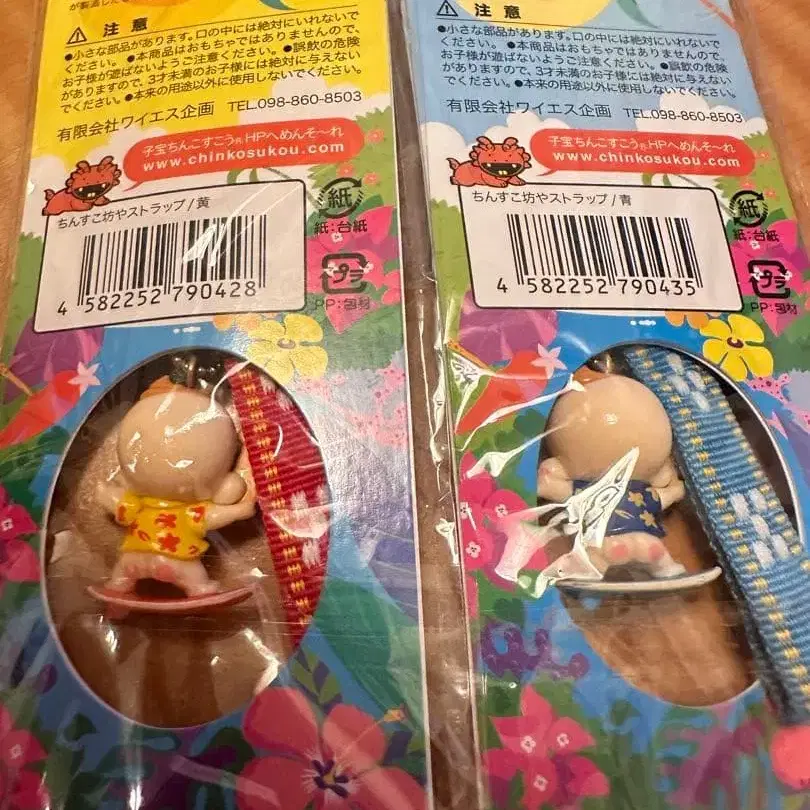 が製造した
⚠ 注意
●小さな部品があります。口の中には絶対にいれないで
ください。●本商品はおもちゃではありませんので、
お子様が遊ばないようご注意ください。●誤飲の危険
がありますので、3才未満のお子様には絶対に与えない
でください。●本来の用途以外に使用しないでください。
有限会社ワイエス企画 TEL.098-860-8503
子宝ちんこすこう®HPへめんそ〜れ
www.chinkosukou.com
ちんすこ坊やストラップ/黄
紙
紙:台紙
4 582252 790428
プラ
PP:包材
⚠ 注意
●小さな部品があります。口の中には絶対にいれないで
ください。●本商品はおもちゃではありませんので、
お子様が遊ばないようご注意ください。●誤飲の危険
がありますので、3才未満のお子様には絶対に与えない
でください。●本来の用途以外に使用しないでください。
有限会社ワイエス企画 TEL.098-860-8503
子宝ちんこすこう®HPへめんそ〜れ
www.chinkosukou.com
ちんすこ坊やストラップ/青
紙
紙:台紙
4 582252 790435
プラ
PP:包材